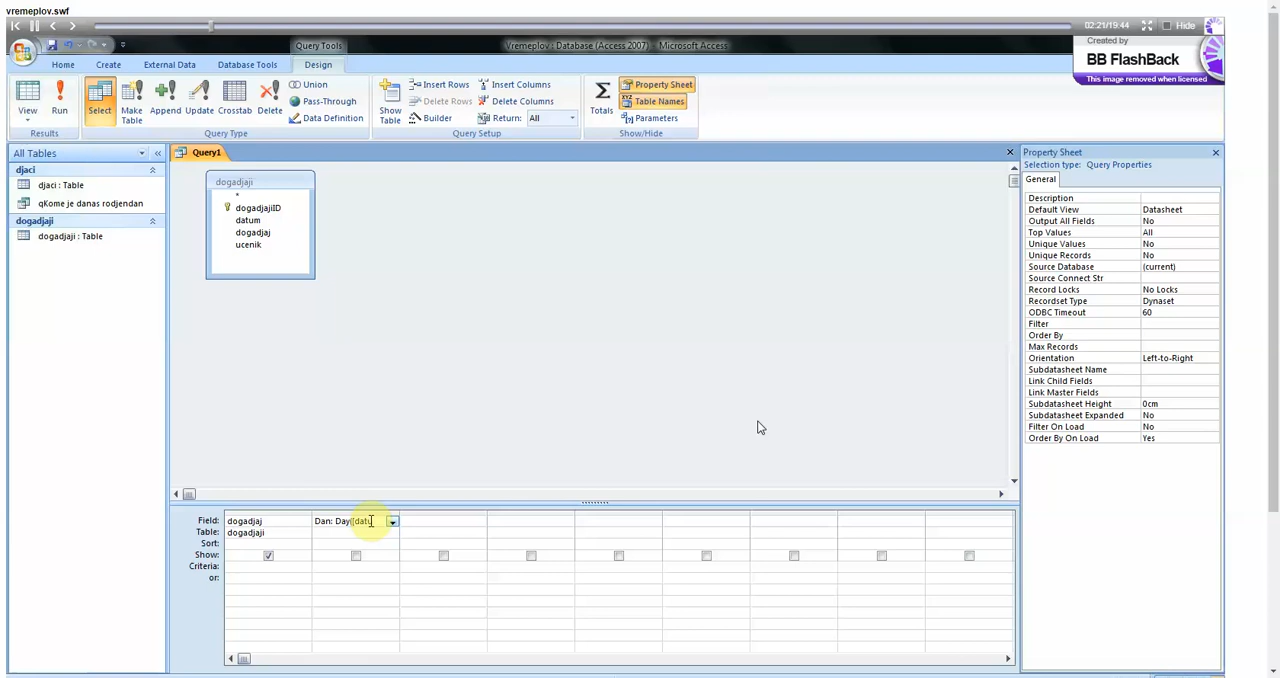 vremeplov.swf
02:21/19:44 Hide
Created by
BB FlashBack
This image removed when licensed
Query Tools Vremeplov : Database (Access 2007) - Microsoft Access
Home Create External Data Database Tools Design
View Run Select Make Table Append Update Crosstab Delete
Union
Pass-Through
Data Definition
Show Table
Insert Rows Insert Columns
Delete Rows Delete Columns
Builder Return: All
Totals
Property Sheet
Table Names
Parameters
Results Query Type Query Setup Show/Hide
All Tables «
djaci
djaci : Table
qKome je danas rodjendan
dogadjaji
dogadjaji : Table
Query1
dogadjaji
*
dogadjajiID
datum
dogadjaj
ucenik
Property Sheet
Selection type: Query Properties
General
Description
Default View Datasheet
Output All Fields No
Top Values All
Unique Values No
Unique Records No
Source Database (current)
Source Connect Str
Record Locks No Locks
Recordset Type Dynaset
ODBC Timeout 60
Filter
Order By
Max Records
Orientation Left-to-Right
Subdatasheet Name
Link Child Fields
Link Master Fields
Subdatasheet Height 0cm
Subdatasheet Expanded No
Filter On Load No
Order By On Load Yes
Field: dogadjaj Dan: Day([datu
Table: dogadjaji
Sort:
Show:
Criteria:
or: